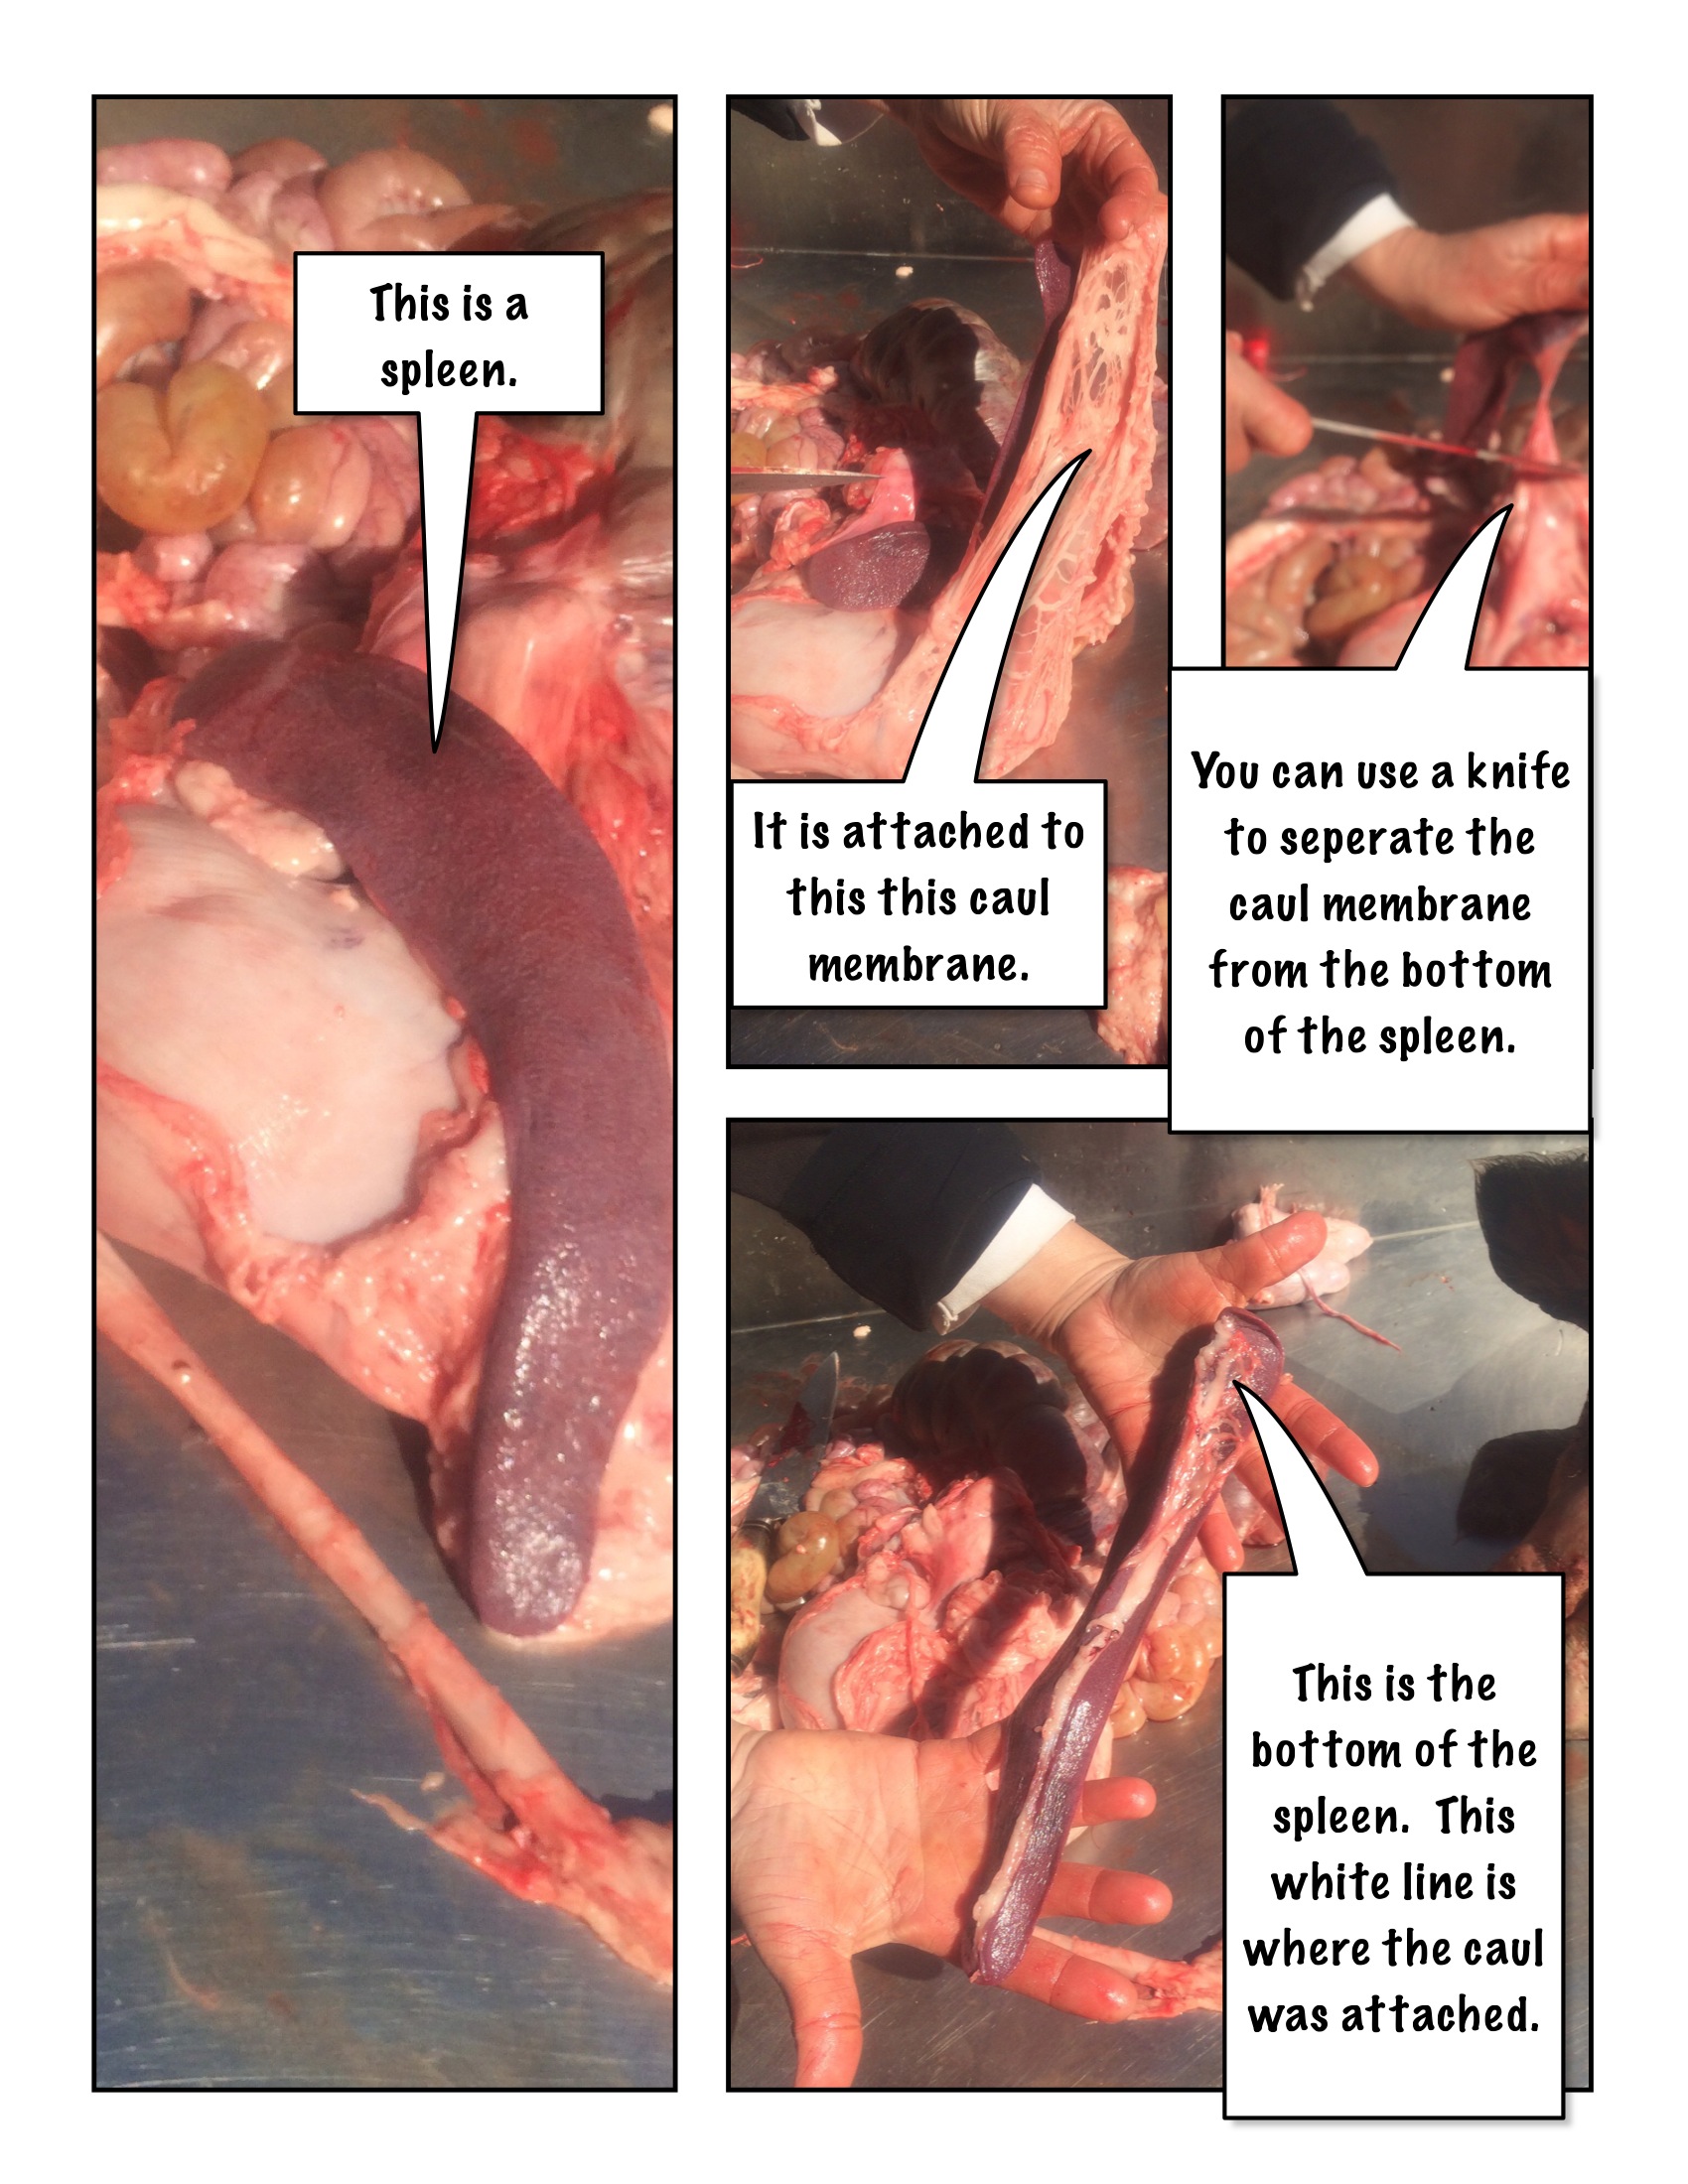 This is a
spleen.
It is attached to
this this caul
membrane.
You can use a knife
to seperate the
caul membrane
from the bottom
of the spleen.
This is the
bottom of the
spleen.  This
white line is
where the caul
was attached.